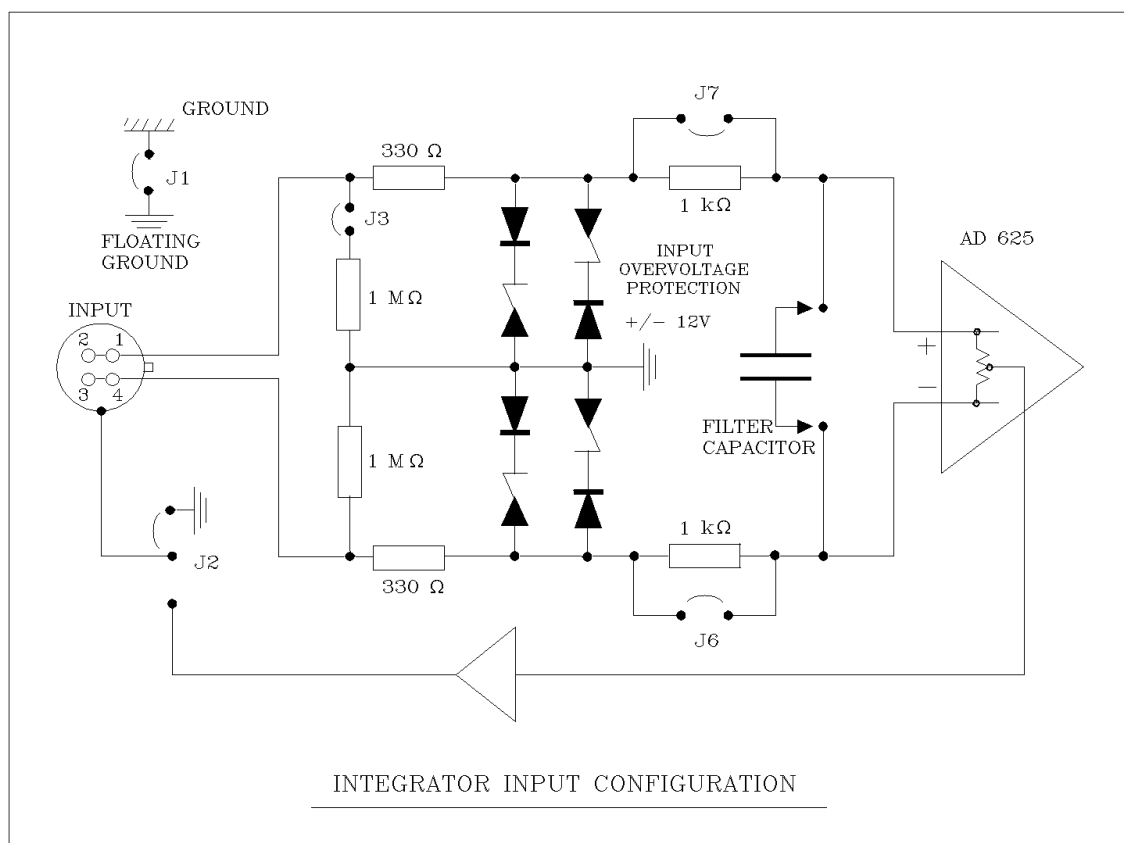 GROUND
J1
FLOATING
GROUND
INPUT
2 1
3 4
J2
330 Ω
J3
1 MΩ
1 MΩ
330 Ω
J7
1 kΩ
INPUT
OVERVOLTAGE
PROTECTION
+/− 12V
FILTER
CAPACITOR
1 kΩ
J6
AD 625
+
−
INTEGRATOR INPUT CONFIGURATION